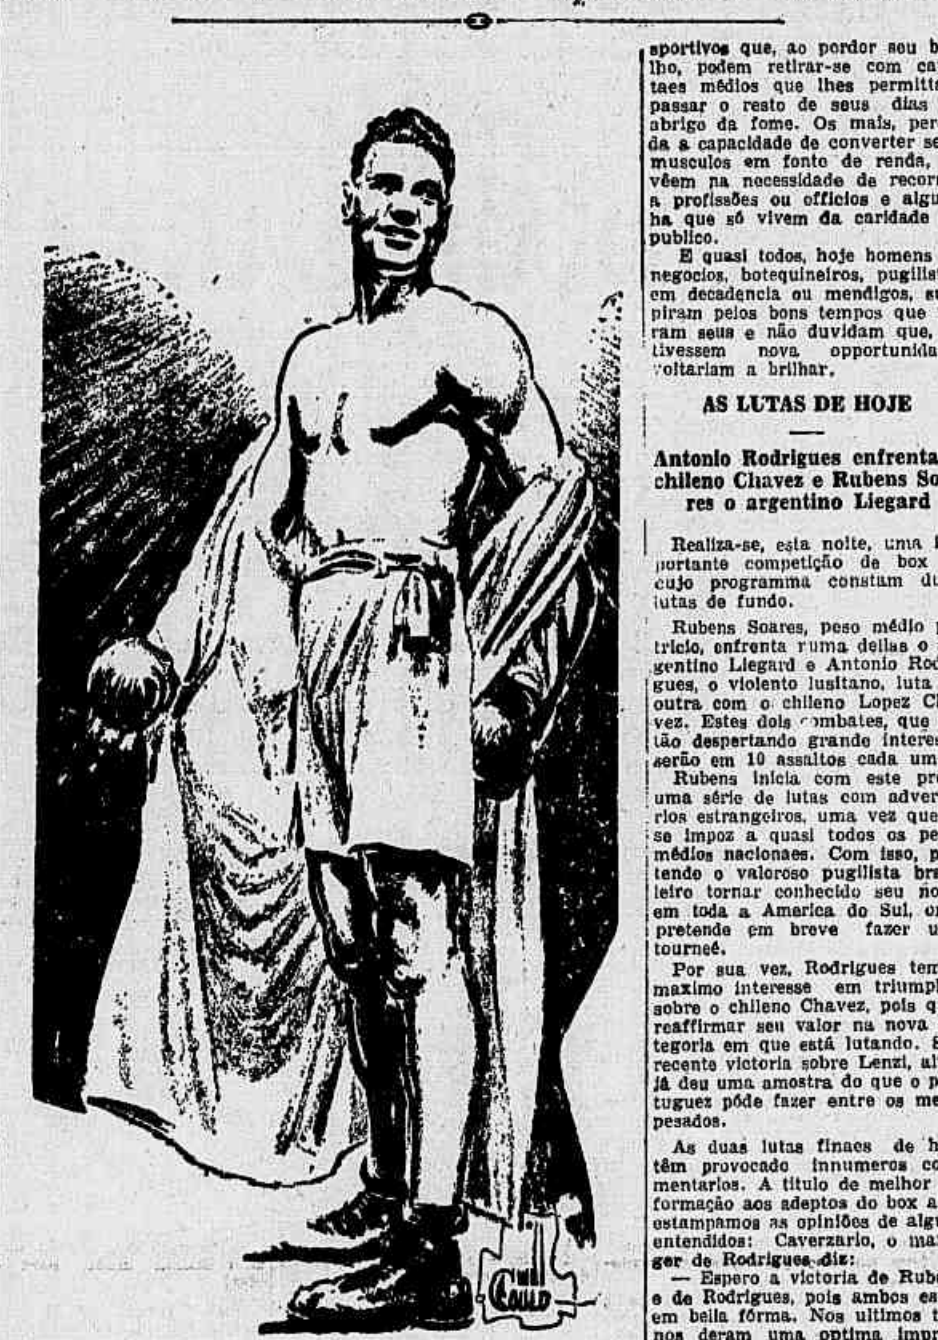 sportivos que, ao perder seu b
lho, podem retirar-se com ca
taes médios que lhes permitt
passar o resto de seus dias
abrigo da fome. Os mais, per
da a capacidade de converter se
musculos em fonte de renda,
vêem na necessidade de recor
a profissões ou officios e algu
ha que só vivem da caridade
publico.
E quasi todos, hoje homens
negocios, botequineiros, pugilis
em decadencia ou mendigos, su
piram pelos bons tempos que
ram seus e não duvidam que,
tivessem nova opportunida
voltariam a brilhar.
AS LUTAS DE HOJE
Antonio Rodrigues enfrenta
chileno Chavez e Rubens So
res o argentino Liegard
Realiza-se, esta noite, uma i
portante competição de box
cujo programma constam du
lutas de fundo.
Rubens Soares, peso médio p
tricio, enfrenta numa dellas o
gentino Liegard e Antonio Rod
gues, o violento lusitano, luta
outra com o chileno Lopez C
vez. Estes dois combates, que
tão despertando grande interes
serão em 10 assaltos cada um
Rubens inicia com este pr
uma série de lutas com adver
rios estrangeiros, uma vez que
se impoz a quasi todos os pe
médios nacionaes. Com isso, p
tende o valoroso pugilista bra
leiro tornar conhecido seu no
em toda a America do Sul, on
pretende em breve fazer u
tourneé.
Por sua vez, Rodrigues tem
maximo interesse em triumph
sobre o chileno Chavez, pois q
reaffirmar seu valor na nova
tegoria em que está lutando. S
recente victoria sobre Lenzi, al
já deu uma amostra do que o p
tuguez póde fazer entre os me
pesados.
As duas lutas finaes de h
têm provocado innumeros co
mentarios. A titulo de melhor
formação aos adeptos do box a
estampamos as opiniões de algu
entendidos: Caverzario, o ma
ger de Rodrigues diz:
— Espero a victoria de Rub
e de Rodrigues, pois ambos es
em bella fórma. Nos ultimos t
nos deram uma optima impr
WILL
GOULD